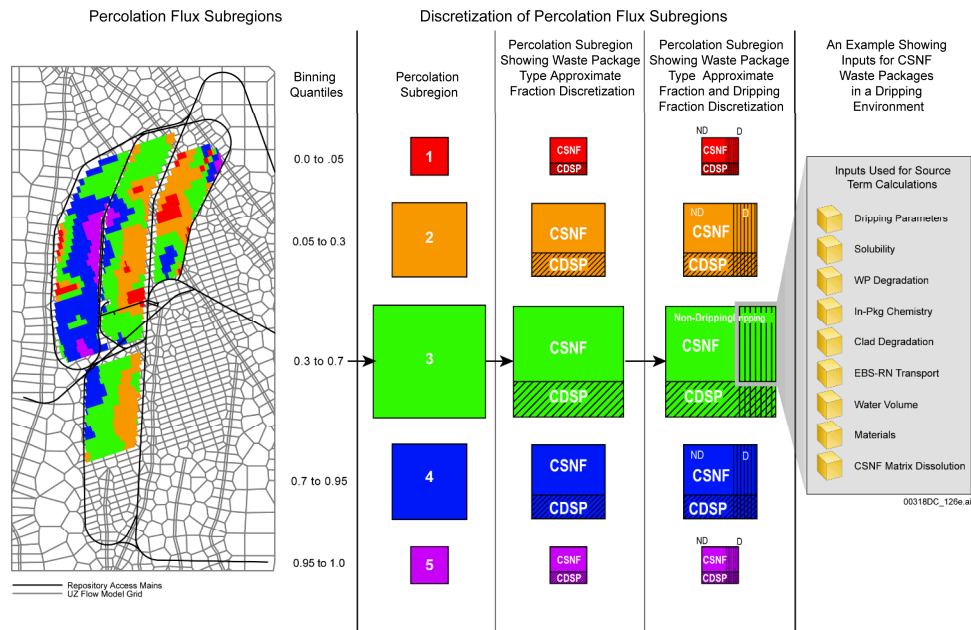 Percolation Flux Subregions
Discretization of Percolation Flux Subregions
Binning
Quantiles
Percolation
Subregion
Percolation Subregion
Showing Waste Package
Type Approximate
Fraction Discretization
Percolation Subregion
Showing Waste Package
Type Approximate
Fraction and Dripping
Fraction Discretization
An Example Showing
Inputs for CSNF
Waste Packages
in a Dripping
Environment
0.0 to .05
1
CSNF
CDSP
ND
D
CSNF
CDSP
0.05 to 0.3
2
CSNF
CDSP
ND
D
CSNF
CDSP
0.3 to 0.7
3
CSNF
CDSP
Non-Dripping
Dripping
CSNF
CDSP
0.7 to 0.95
4
CSNF
CDSP
ND
D
CSNF
CDSP
0.95 to 1.0
5
CSNF
CDSP
ND
D
CSNF
CDSP
Inputs Used for Source
Term Calculations
Dripping Parameters
Solubility
WP Degradation
In-Pkg Chemistry
Clad Degradation
EBS-RN Transport
Water Volume
Materials
CSNF Matrix Dissolution
00318DC_126e.ai
Repository Access Mains
UZ Flow Model Grid